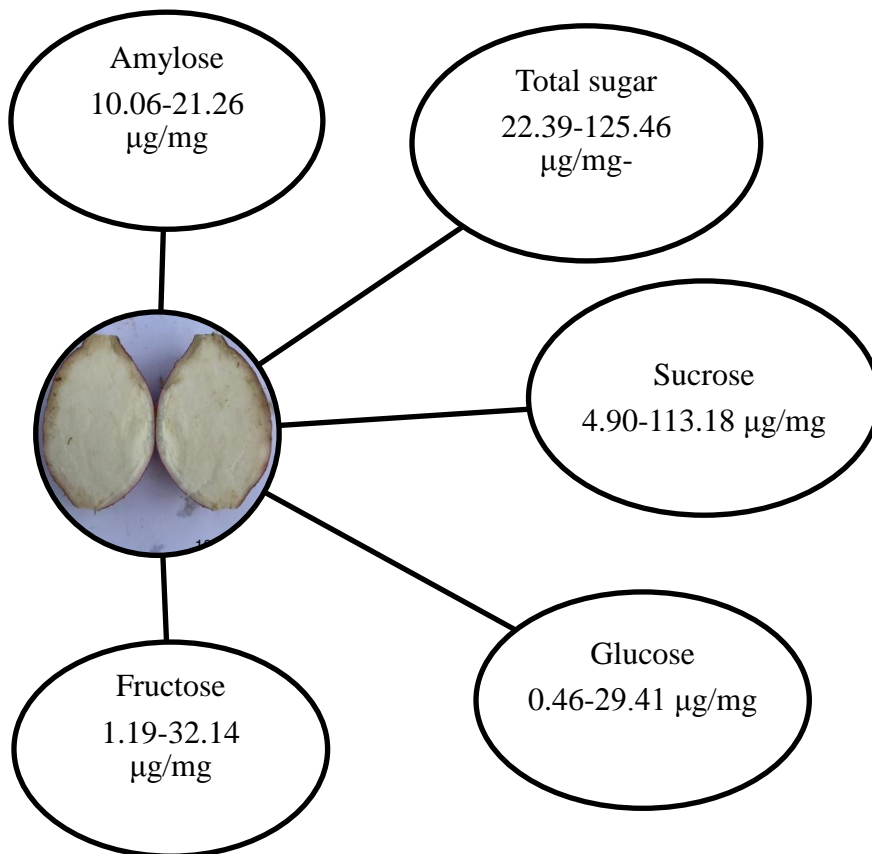 Amylose
10.06-21.26
μg/mg
Total sugar
22.39-125.46
μg/mg-
Sucrose
4.90-113.18 μg/mg
Glucose
0.46-29.41 μg/mg
Fructose
1.19-32.14
μg/mg